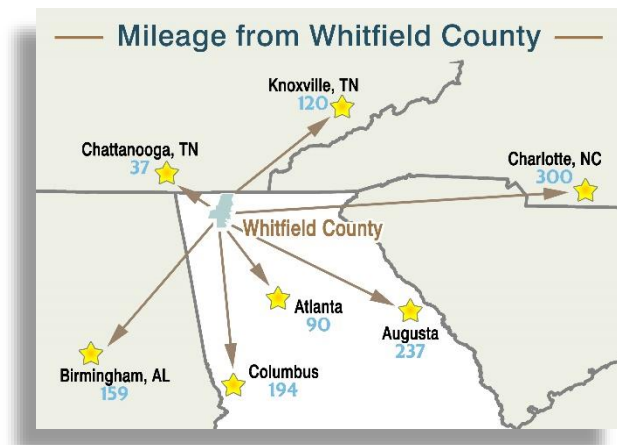 Mileage from Whitfield County
Knoxville, TN
120
Chattanooga, TN
37
Charlotte, NC
300
Whitfield County
Atlanta
90
Augusta
237
Birmingham, AL
159
Columbus
194